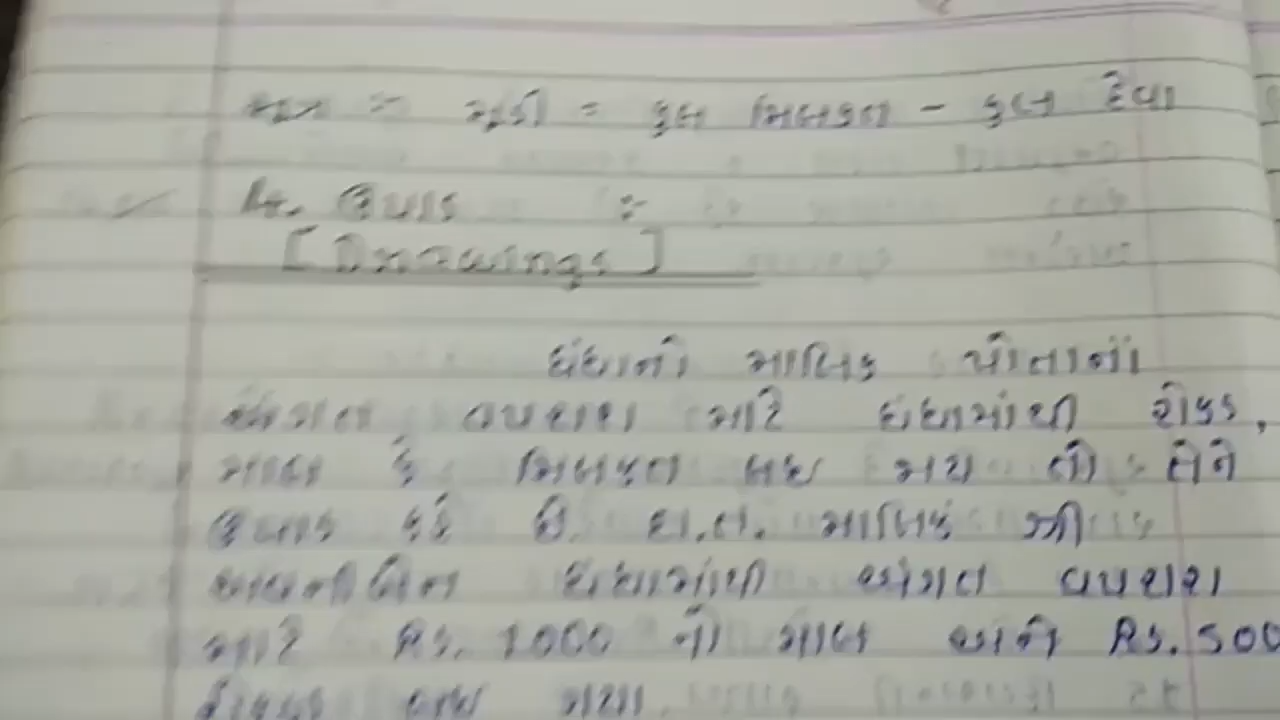 મૂડી = કુલ મિલકત - કુલ દેવા
4. ઉપાડ :-
[Drawings]
ધંધાનો માલિક પોતાના
અંગત વપરાશ માટે ધંધામાંથી રોકડ,
માલ કે મિલકત લઇ જાય તો તેને
ઉપાડ કહે છે. દા.ત. માલિક શ્રી
ધંધામાંથી અંગત વપરાશ
માટે Rs. 1000 નો માલ અને Rs. 500
રોકડા લઇ ગયા.